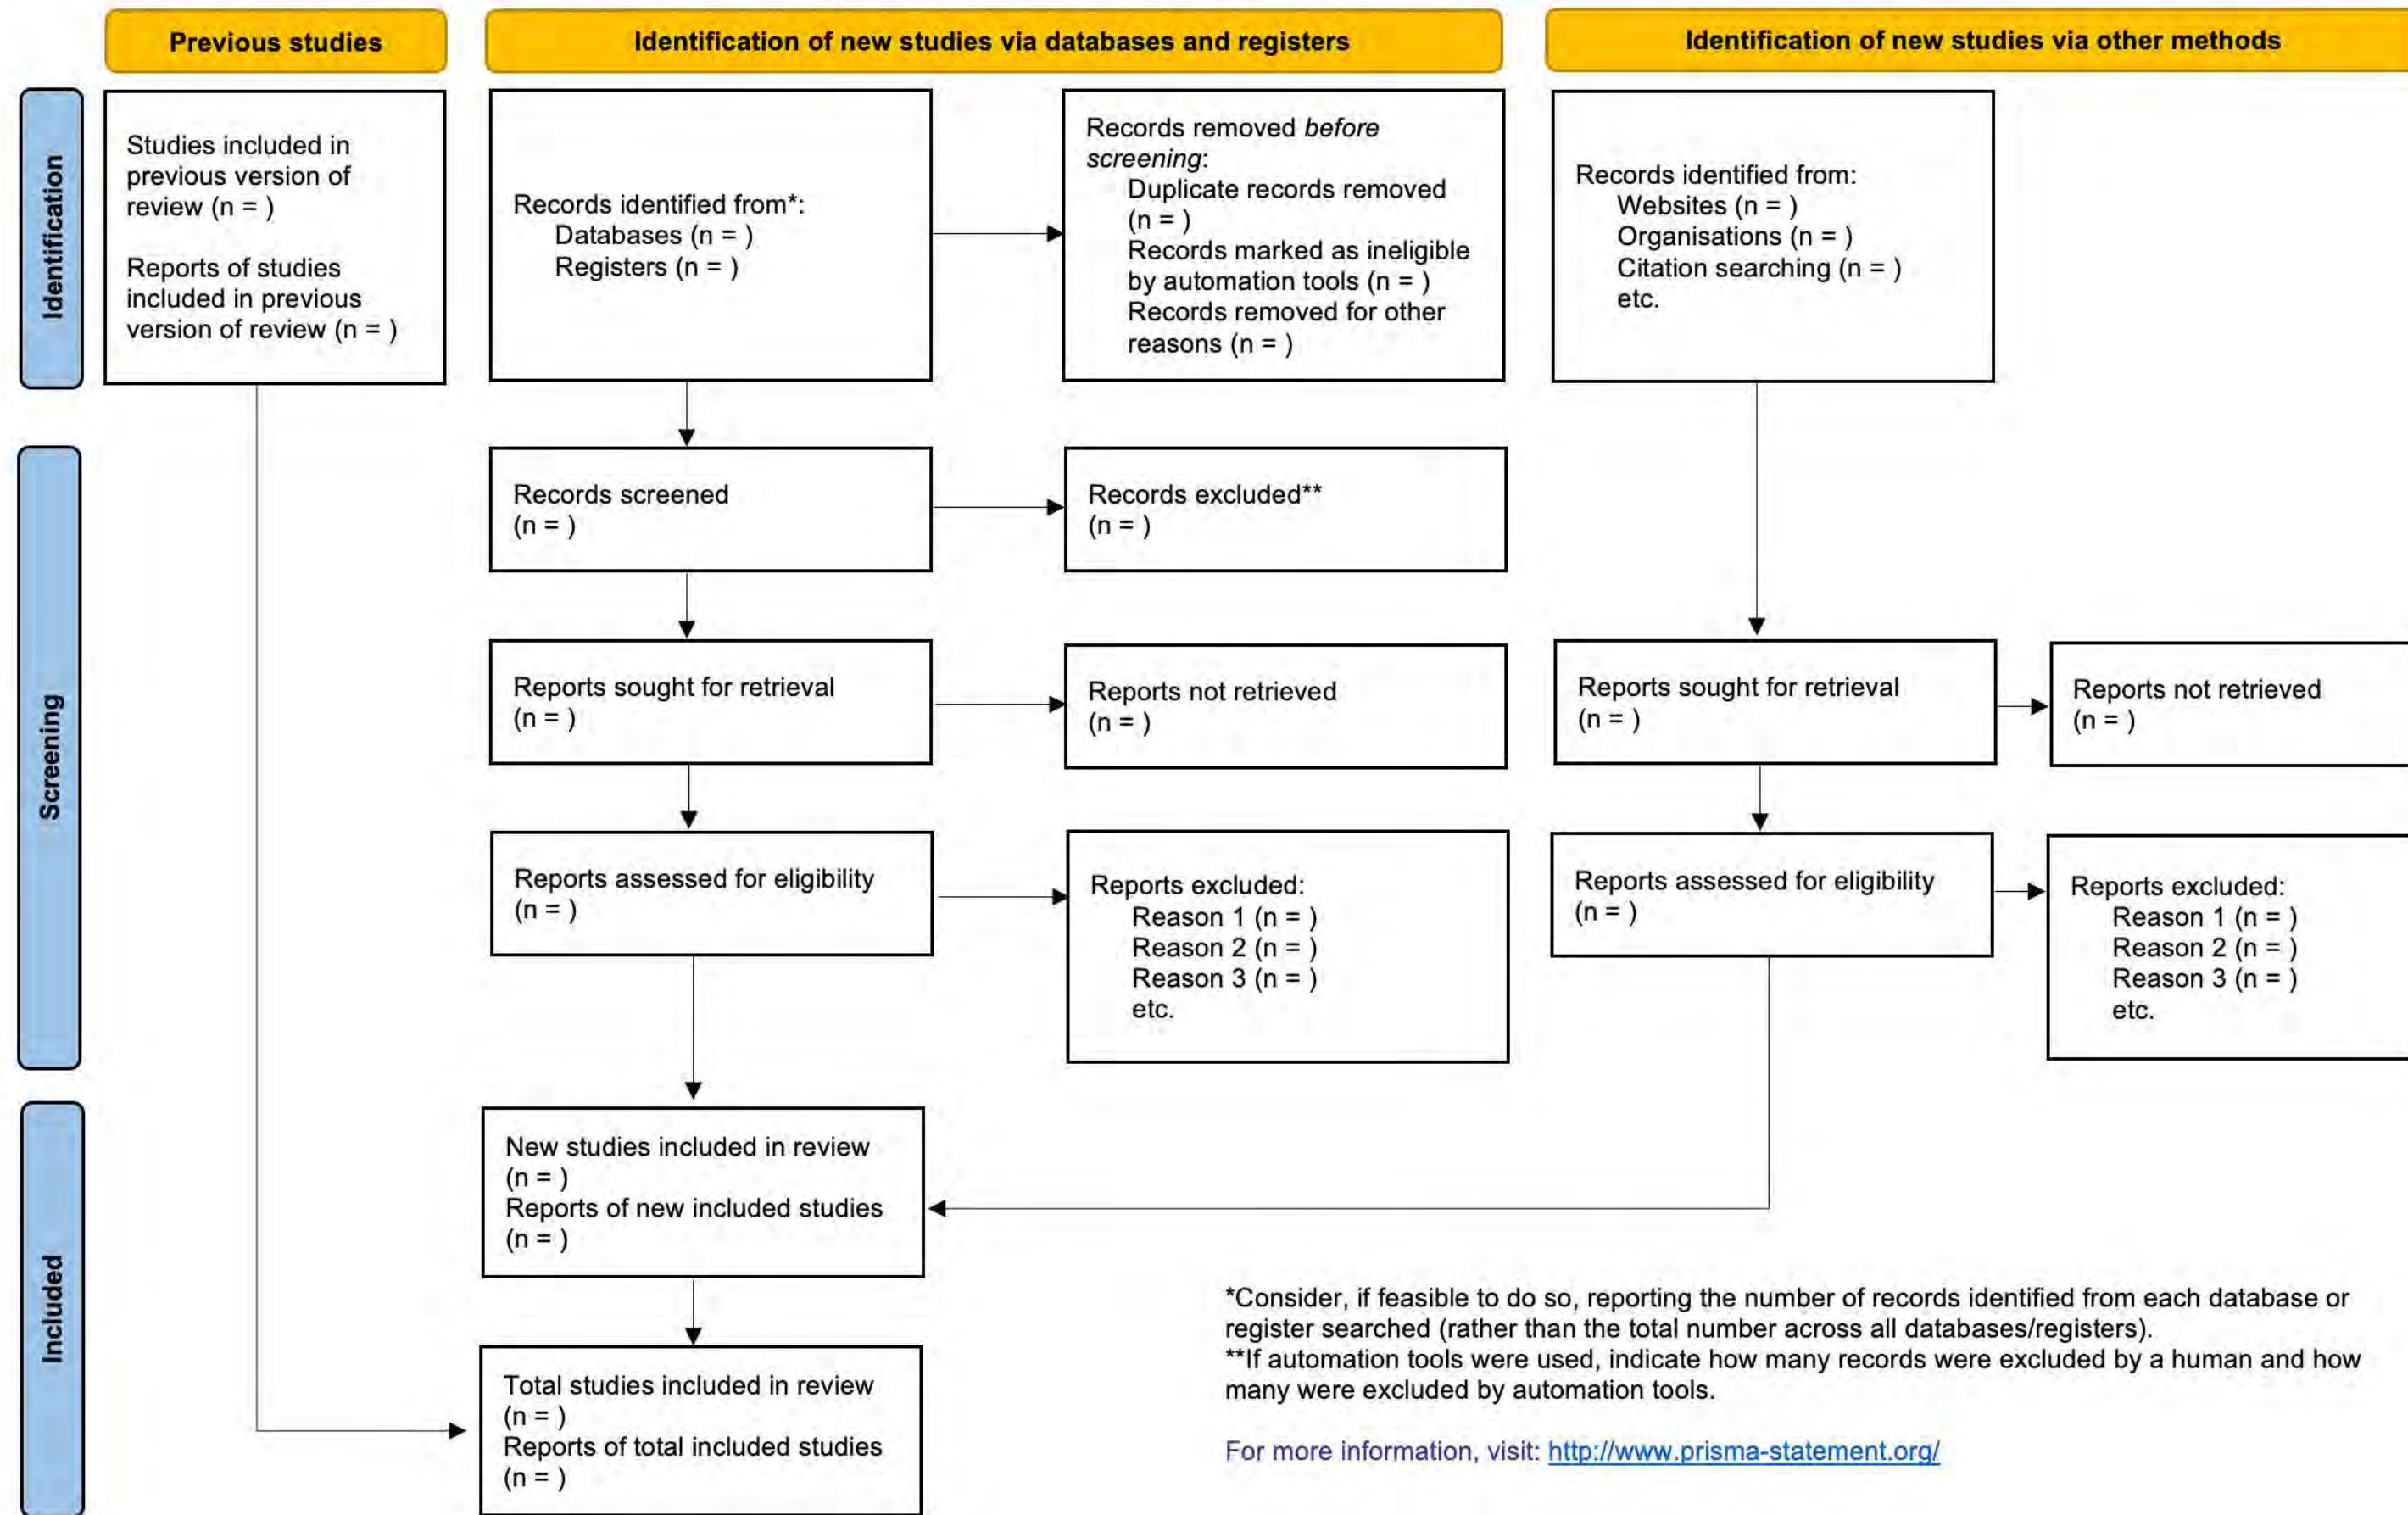 Previous studies
Identification of new studies via databases and registers
Identification of new studies via other methods
Identification
Studies included in
previous version of
review (n = )
Reports of studies
included in previous
version of review (n = )
Records identified from*:
Databases (n = )
Registers (n = )
Records removed before
screening:
Duplicate records removed
(n = )
Records marked as ineligible
by automation tools (n = )
Records removed for other
reasons (n = )
Records identified from:
Websites (n = )
Organisations (n = )
Citation searching (n = )
etc.
Screening
Records screened
(n = )
Records excluded**
(n = )
Reports sought for retrieval
(n = )
Reports not retrieved
(n = )
Reports sought for retrieval
(n = )
Reports not retrieved
(n = )
Reports assessed for eligibility
(n = )
Reports excluded:
Reason 1 (n = )
Reason 2 (n = )
Reason 3 (n = )
etc.
Reports assessed for eligibility
(n = )
Reports excluded:
Reason 1 (n = )
Reason 2 (n = )
Reason 3 (n = )
etc.
Included
New studies included in review
(n = )
Reports of new included studies
(n = )
Total studies included in review
(n = )
Reports of total included studies
(n = )
*Consider, if feasible to do so, reporting the number of records identified from each database or
register searched (rather than the total number across all databases/registers).
**If automation tools were used, indicate how many records were excluded by a human and how
many were excluded by automation tools.
For more information, visit: http://www.prisma-statement.org/